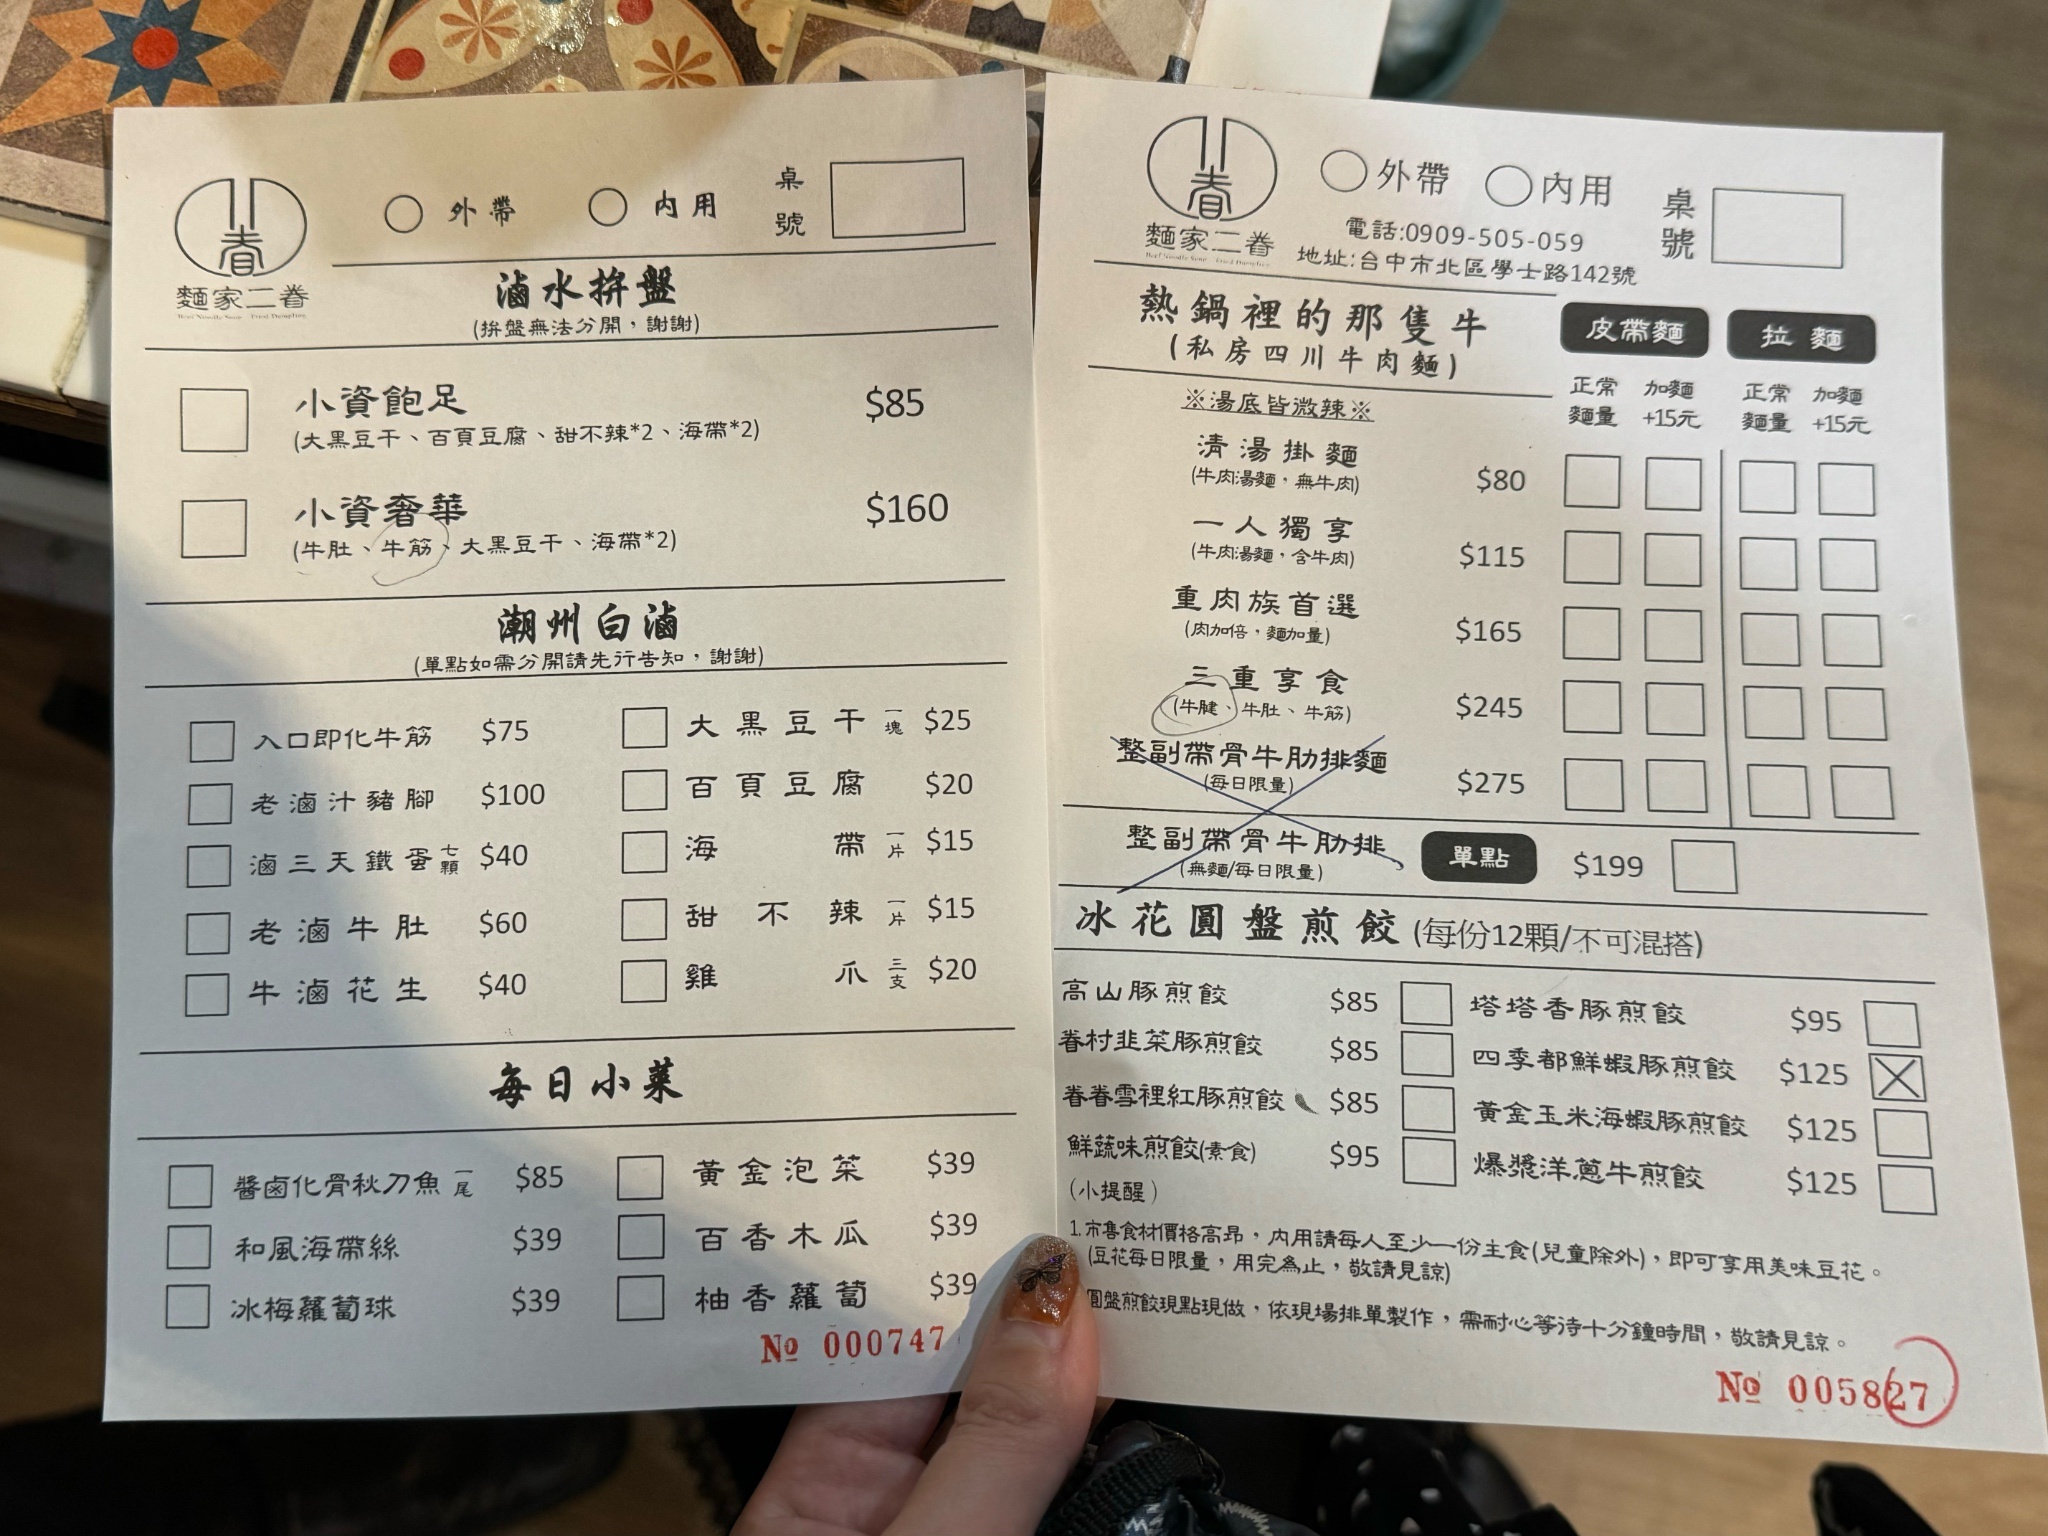 外帶 內用 桌號
麵家二眷
Beef Noodle Soup Fried Dumpling
滷水拚盤
(拚盤無法分開，謝謝)
小資飽足 $85
(大黑豆干、百頁豆腐、甜不辣*2、海帶*2)
小資奢華 $160
(牛肚、牛筋、大黑豆干、海帶*2)
潮州白滷
(單點如需分開請先行告知，謝謝)
入口即化牛筋 $75
老滷汁豬腳 $100
滷三天鐵蛋七顆 $40
老滷牛肚 $60
牛滷花生 $40
大黑豆干一塊 $25
百頁豆腐 $20
海帶一片 $15
甜不辣一片 $15
雞爪三支 $20
每日小菜
醬滷化骨秋刀魚一尾 $85
和風海帶絲 $39
冰梅蘿蔔球 $39
黃金泡菜 $39
百香木瓜 $39
柚香蘿蔔 $39
№ 000747
外帶 內用 桌號
麵家二眷
Beef Noodle Soup Fried Dumpling
電話:0909-505-059
地址:台中市北區學士路142號
熱鍋裡的那隻牛
(私房四川牛肉麵)
皮帶麵 拉麵
正常麵量 加麵+15元 正常麵量 加麵+15元
※湯底皆微辣※
清湯掛麵 $80
(牛肉湯麵，無牛肉)
一人獨享 $115
(牛肉湯麵，含牛肉)
重肉族首選 $165
(肉加倍，麵加量)
三重享食 $245
(牛腱、牛肚、牛筋)
整副帶骨牛肋排麵 $275
(每日限量)
整副帶骨牛肋排 單點 $199
(無麵/每日限量)
冰花圓盤煎餃(每份12顆/不可混搭)
高山豚煎餃 $85
眷村韭菜豚煎餃 $85
眷眷雪裡紅豚煎餃 $85
鮮蔬味煎餃(素食) $95
塔塔香豚煎餃 $95
四季都鮮蝦豚煎餃 $125
黃金玉米海蝦豚煎餃 $125
爆漿洋蔥牛煎餃 $125
(小提醒)
1.市售食材價格高昂，內用請每人至少一份主食(兒童除外)，即可享用美味豆花。
(豆花每日限量，用完為止，敬請見諒)
圓盤煎餃現點現做，依現場排單製作，需耐心等待十分鐘時間，敬請見諒。
№ 005827